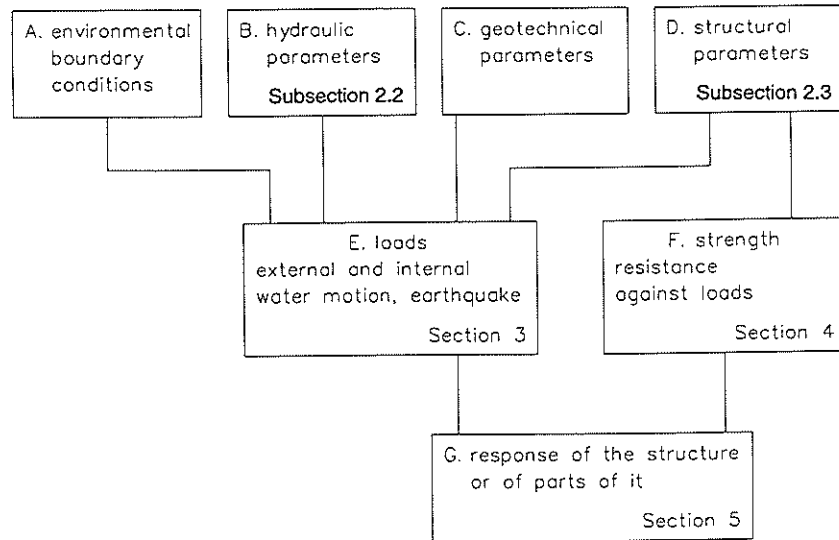 A. environmental
boundary
conditions
B. hydraulic
parameters
Subsection 2.2
C. geotechnical
parameters
D. structural
parameters
Subsection 2.3
E. loads
external and internal
water motion, earthquake
Section 3
F. strength
resistance
against loads
Section 4
G. response of the structure
or of parts of it
Section 5